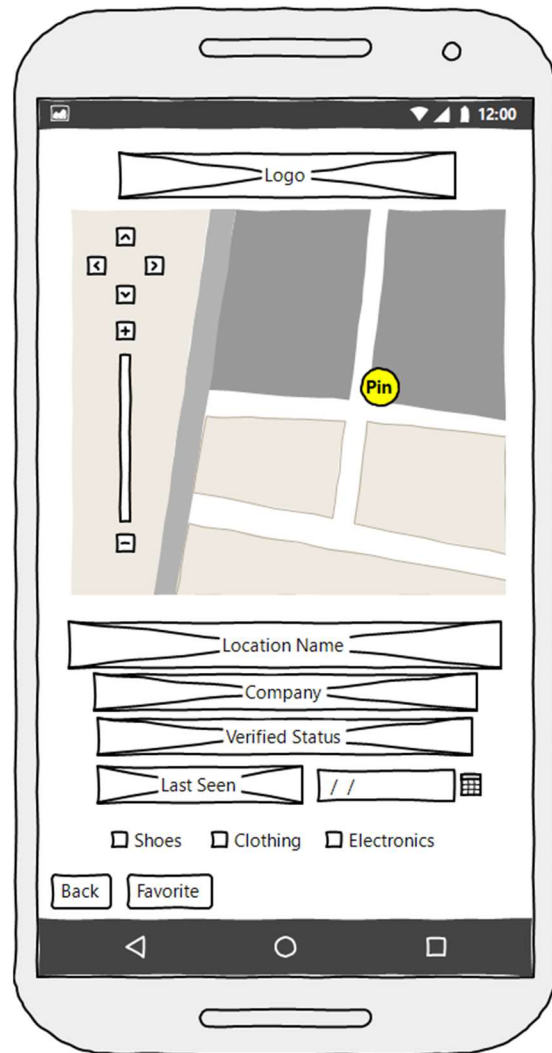 12:00
Logo
Pin
Location Name
Company
Verified Status
Last Seen / /
Shoes Clothing Electronics
Back Favorite